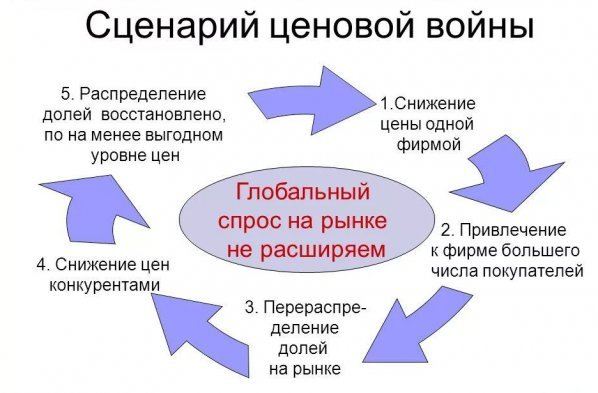 Сценарий ценовой войны
1.Снижение
цены одной
фирмой
2. Привлечение
к фирме большего
числа покупателей
3. Перераспре-
деление
долей
на рынке
4. Снижение цен
конкурентами
5. Распределение
долей восстановлено,
по на менее выгодном
уровне цен
Глобальный
спрос на рынке
не расширяем